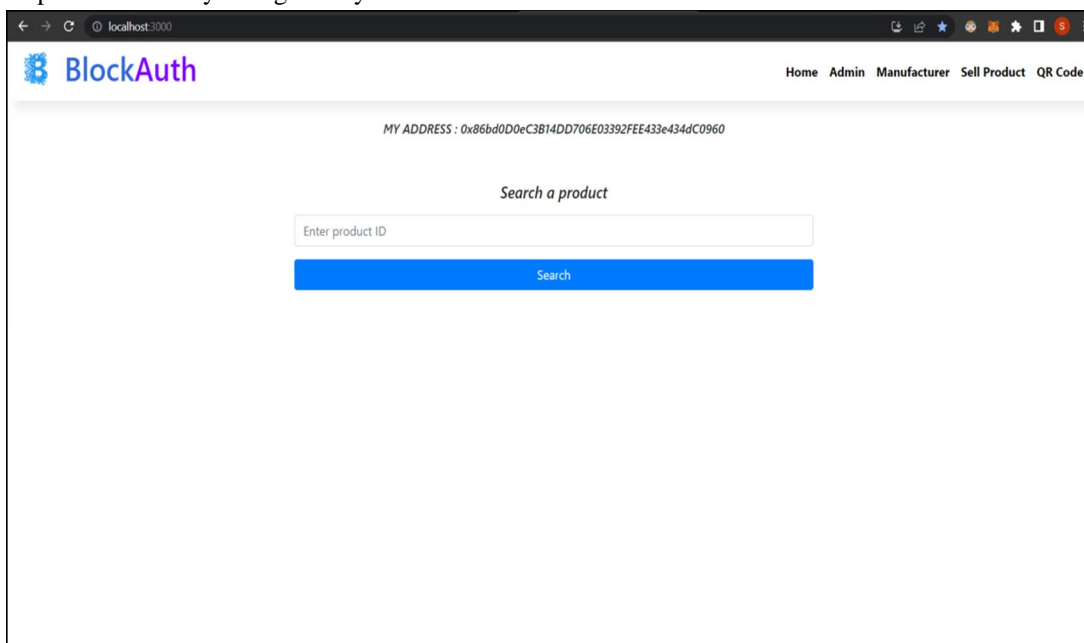 localhost:3000
S
BlockAuth
Home Admin Manufacturer Sell Product QR Code
MY ADDRESS : 0x86bd0D0eC3B14DD706E03392FEE433e434dC0960
Search a product
Enter product ID
Search